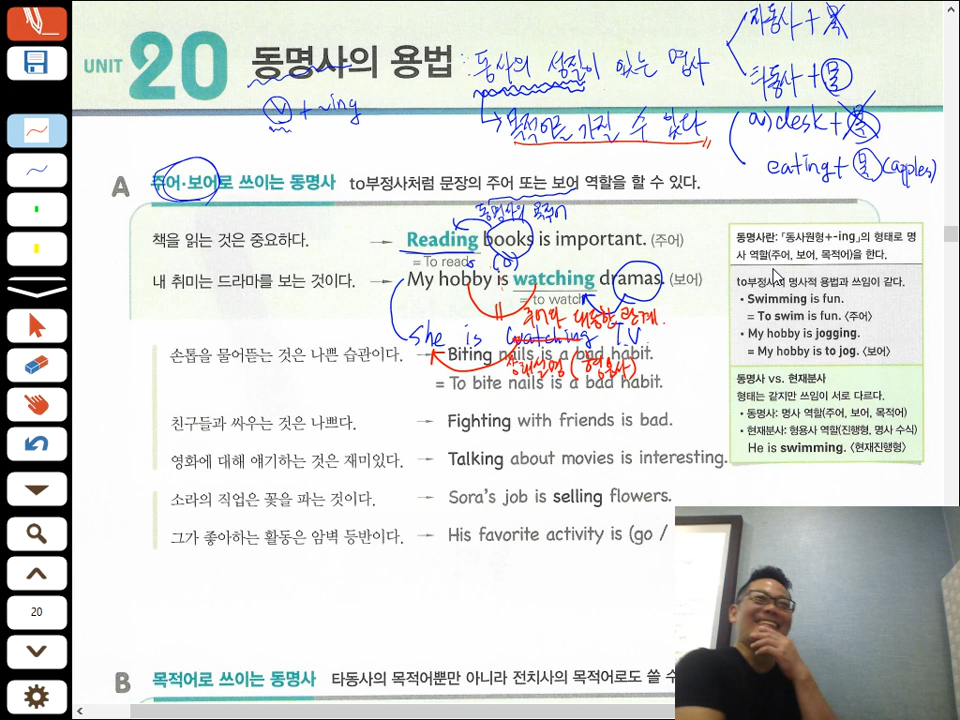 UNIT 20 동명사의 용법 : 동사의 성질이 있는 명사
자동사 + 목
타동사 + 목
ⓥ + ~ing
목적어를 가질 수 있다
a) desk + 목
eating + 목 (apples)
A 주어·보어로 쓰이는 동명사 to부정사처럼 문장의 주어 또는 보어 역할을 할 수 있다.
동명사의 목적어
책을 읽는 것은 중요하다. → Reading books is important. (주어)
= To read
(o)
내 취미는 드라마를 보는 것이다. → My hobby is watching dramas. (보어)
= to watch
주어와 대등한 관계.
She is watching T.V
손톱을 물어뜯는 것은 나쁜 습관이다. → Biting nails is a bad habit.
상태설명 (형용사)
= To bite nails is a bad habit.
친구들과 싸우는 것은 나쁘다. → Fighting with friends is bad.
영화에 대해 얘기하는 것은 재미있다. → Talking about movies is interesting.
소라의 직업은 꽃을 파는 것이다. → Sora's job is selling flowers.
그가 좋아하는 활동은 암벽 등반이다. → His favorite activity is (go /
동명사란: 「동사원형+-ing」의 형태로 명
사 역할(주어, 보어, 목적어)을 한다.
to부정사의 명사적 용법과 쓰임이 같다.
• Swimming is fun.
= To swim is fun. 〈주어〉
• My hobby is jogging.
= My hobby is to jog. 〈보어〉
동명사 vs. 현재분사
형태는 같지만 쓰임이 서로 다르다.
• 동명사: 명사 역할(주어, 보어, 목적어)
• 현재분사: 형용사 역할(진행형, 명사 수식)
He is swimming. 〈현재진행형〉
B 목적어로 쓰이는 동명사 타동사의 목적어뿐만 아니라 전치사의 목적어로도 쓸 수
20